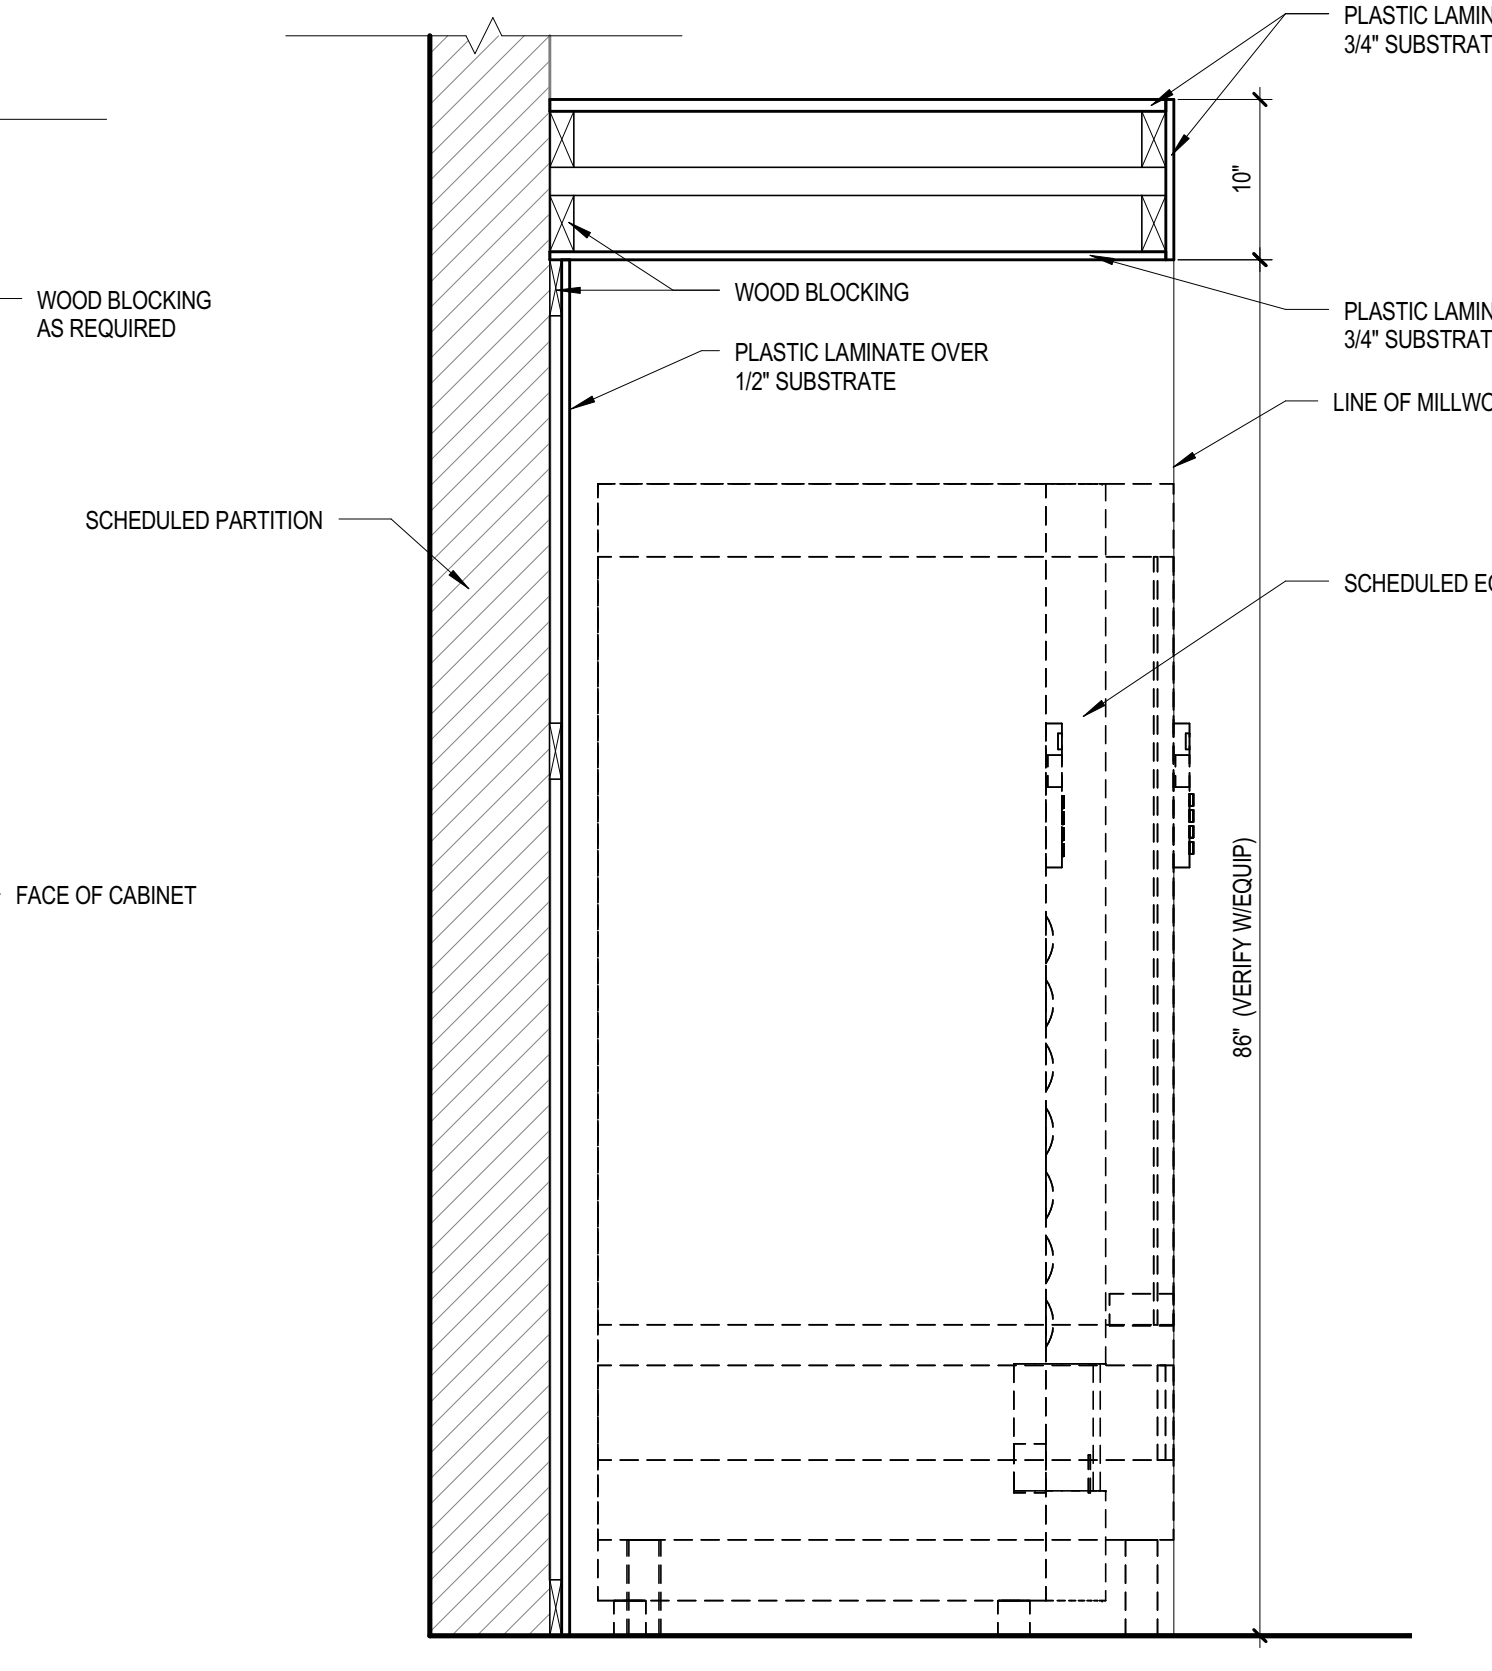 PLASTIC LAMIN
3/4" SUBSTRAT
10"
WOOD BLOCKING
AS REQUIRED
WOOD BLOCKING
PLASTIC LAMIN
3/4" SUBSTRAT
PLASTIC LAMINATE OVER
1/2" SUBSTRATE
LINE OF MILLWO
SCHEDULED PARTITION
SCHEDULED EQ
86" (VERIFY W/EQUIP)
FACE OF CABINET